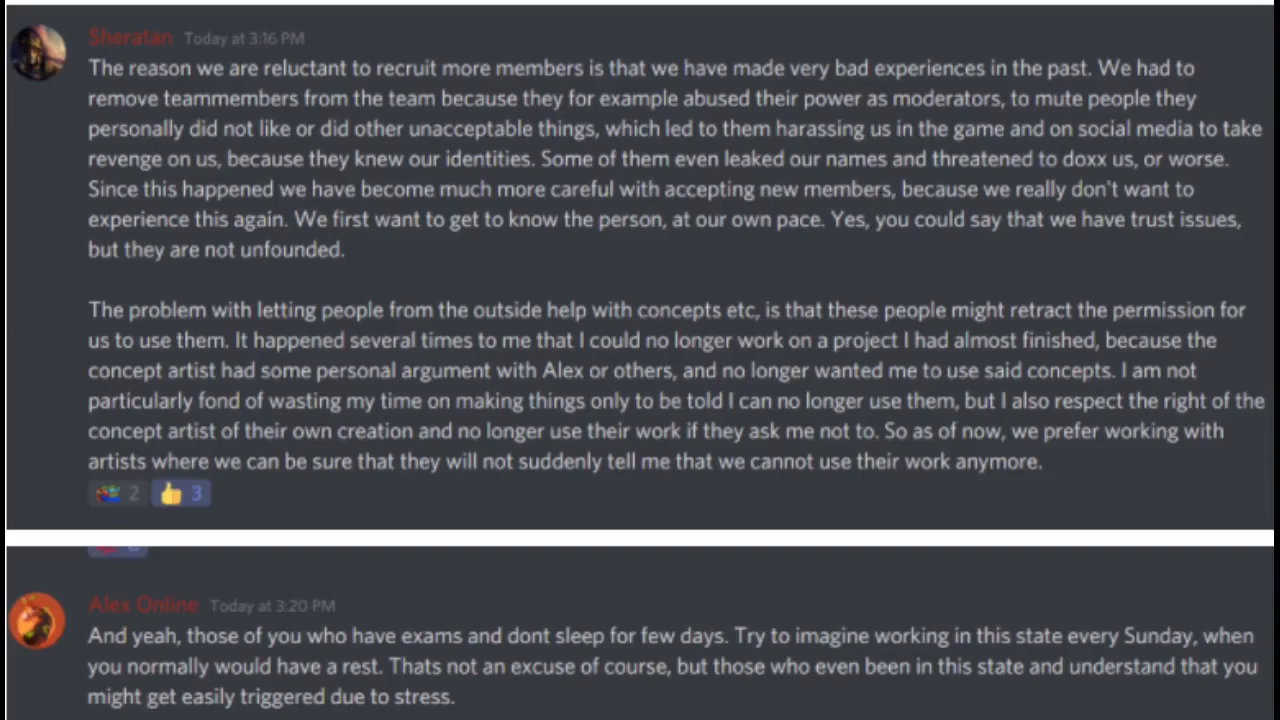 Sheratan Today at 3:16 PM
The reason we are reluctant to recruit more members is that we have made very bad experiences in the past. We had to
remove teammembers from the team because they for example abused their power as moderators, to mute people they
personally did not like or did other unacceptable things, which led to them harassing us in the game and on social media to take
revenge on us, because they knew our identities. Some of them even leaked our names and threatened to doxx us, or worse.
Since this happened we have become much more careful with accepting new members, because we really don't want to
experience this again. We first want to get to know the person, at our own pace. Yes, you could say that we have trust issues,
but they are not unfounded.
The problem with letting people from the outside help with concepts etc, is that these people might retract the permission for
us to use them. It happened several times to me that I could no longer work on a project I had almost finished, because the
concept artist had some personal argument with Alex or others, and no longer wanted me to use said concepts. I am not
particularly fond of wasting my time on making things only to be told I can no longer use them, but I also respect the right of the
concept artist of their own creation and no longer use their work if they ask me not to. So as of now, we prefer working with
artists where we can be sure that they will not suddenly tell me that we cannot use their work anymore.
2 3
Alex Online Today at 3:20 PM
And yeah, those of you who have exams and dont sleep for few days. Try to imagine working in this state every Sunday, when
you normally would have a rest. Thats not an excuse of course, but those who even been in this state and understand that you
might get easily triggered due to stress.